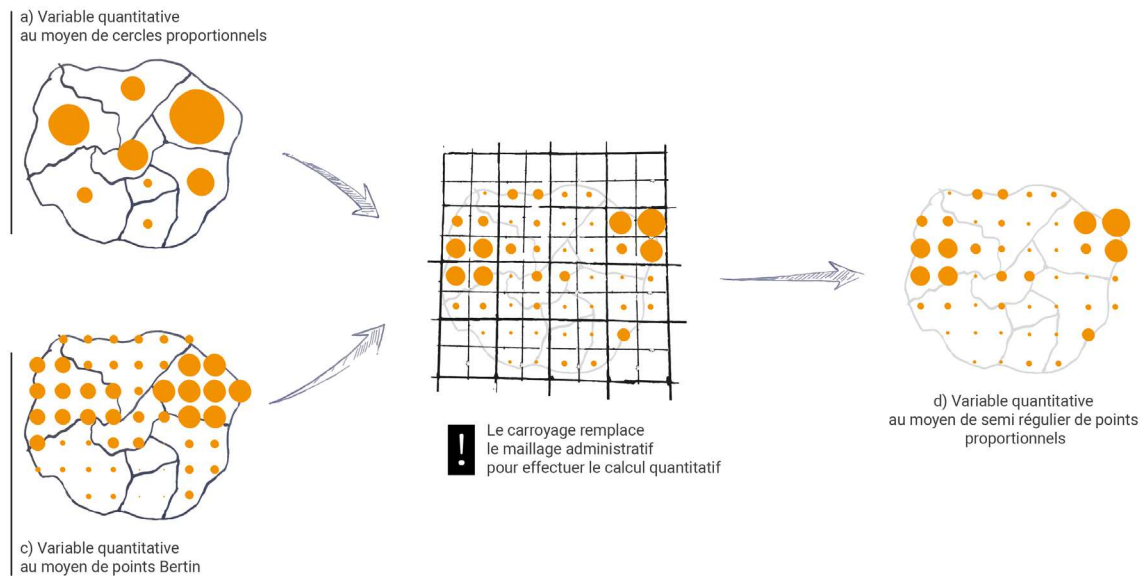 a) Variable quantitative
au moyen de cercles proportionnels
! Le carroyage remplace
le maillage administratif
pour effectuer le calcul quantitatif
d) Variable quantitative
au moyen de semi régulier de points
proportionnels
c) Variable quantitative
au moyen de points Bertin